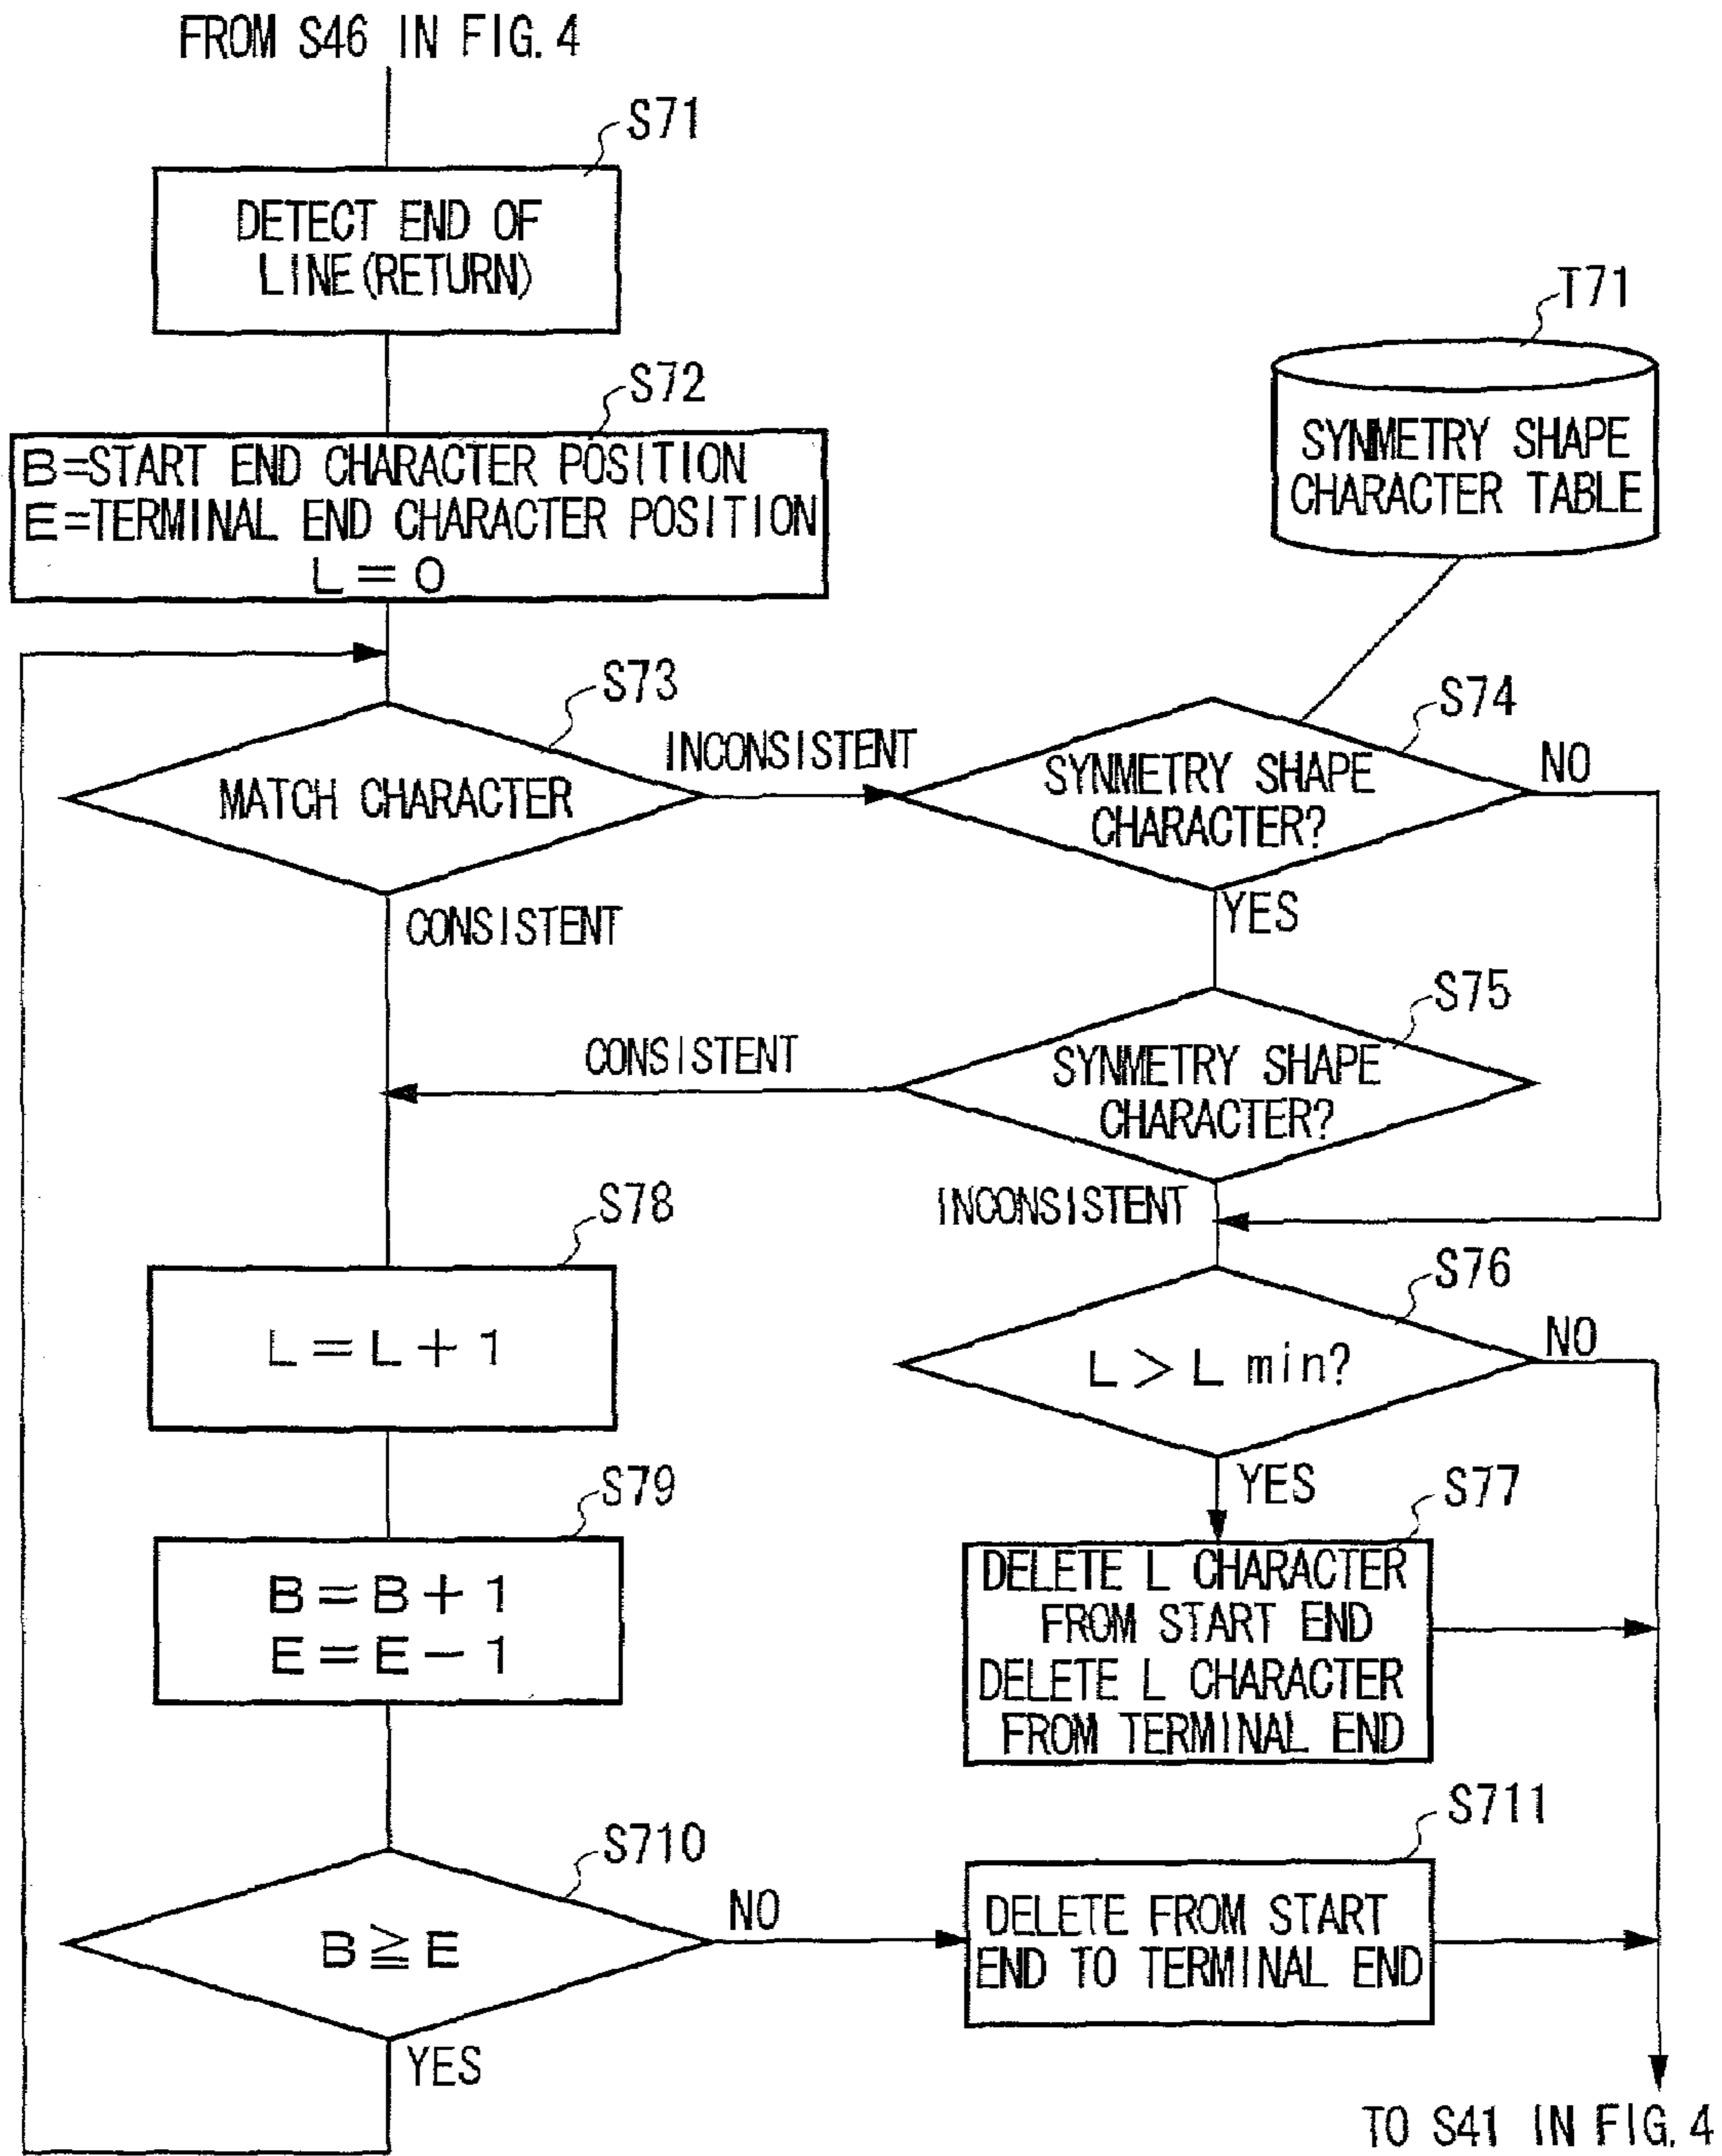 FROM S46 IN FIG. 4
S71
DETECT END OF
LINE (RETURN)
T71
SYNMETRY SHAPE
CHARACTER TABLE
S72
B=START END CHARACTER POSITION
E=TERMINAL END CHARACTER POSITION
L=0
S73
MATCH CHARACTER
INCONSISTENT
CONSISTENT
S74
SYNMETRY SHAPE
CHARACTER?
NO
YES
S75
SYNMETRY SHAPE
CHARACTER?
CONSISTENT
INCONSISTENT
S78
L=L+1
S76
L>L min?
NO
YES
S79
B=B+1
E=E-1
S77
DELETE L CHARACTER
FROM START END
DELETE L CHARACTER
FROM TERMINAL END
S710
B≧E
NO
YES
S711
DELETE FROM START
END TO TERMINAL END
TO S41 IN FIG. 4